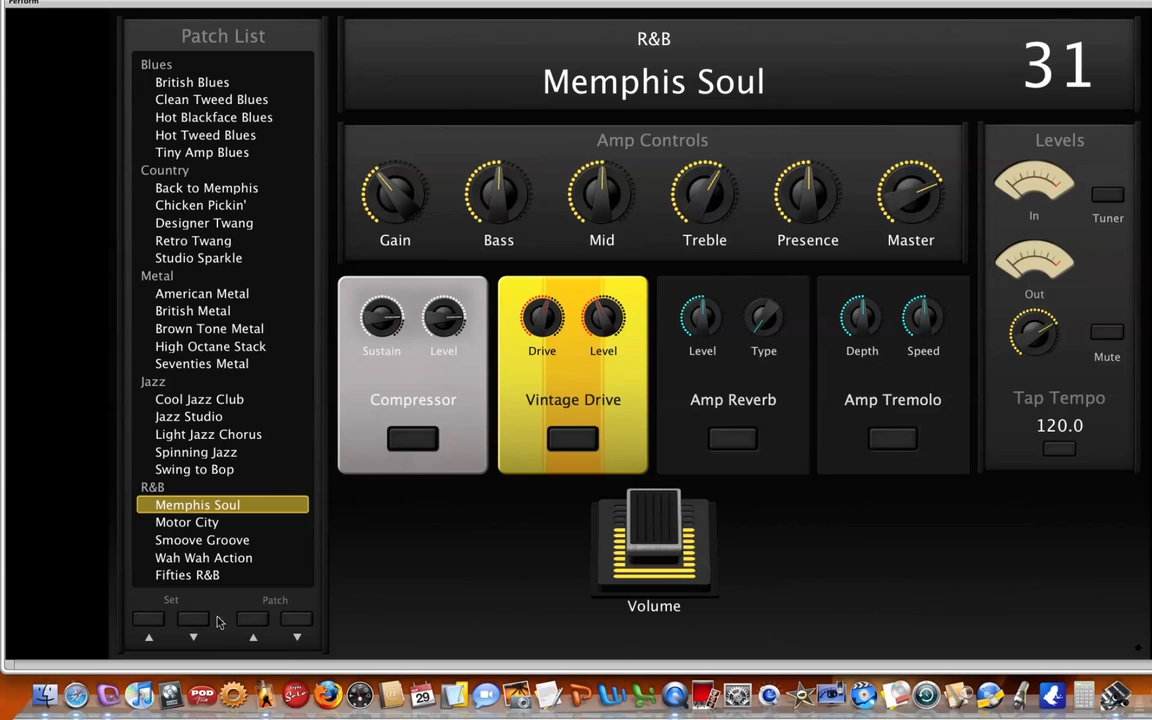 Perform
Patch List
Blues
British Blues
Clean Tweed Blues
Hot Blackface Blues
Hot Tweed Blues
Tiny Amp Blues
Country
Back to Memphis
Chicken Pickin'
Designer Twang
Retro Twang
Studio Sparkle
Metal
American Metal
British Metal
Brown Tone Metal
High Octane Stack
Seventies Metal
Jazz
Cool Jazz Club
Jazz Studio
Light Jazz Chorus
Spinning Jazz
Swing to Bop
R&B
Memphis Soul
Motor City
Smoove Groove
Wah Wah Action
Fifties R&B
Set Patch
R&B
Memphis Soul
31
Amp Controls
Gain Bass Mid Treble Presence Master
Levels
In
Tuner
Out
Mute
Tap Tempo
120.0
Sustain Level
Compressor
Drive Level
Vintage Drive
Level Type
Amp Reverb
Depth Speed
Amp Tremolo
Volume
POD
29